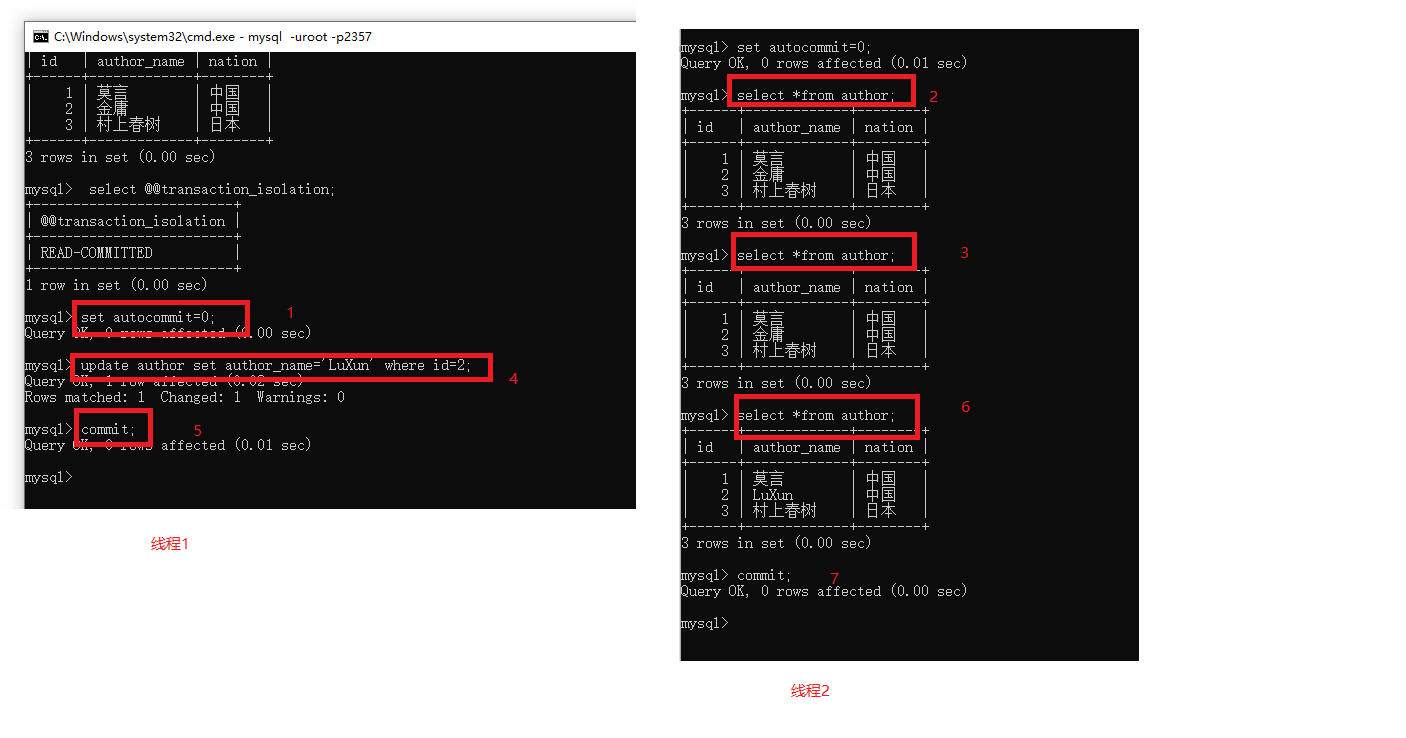 C:\Windows\system32\cmd.exe - mysql  -uroot -p2357
| id   | author_name | nation |
+------+-------------+--------+
|    1 | 莫言        | 中国   |
|    2 | 金庸        | 中国   |
|    3 | 村上春树    | 日本   |
+------+-------------+--------+
3 rows in set (0.00 sec)
mysql>  select @@transaction_isolation;
+-------------------------+
| @@transaction_isolation |
+-------------------------+
| READ-COMMITTED          |
+-------------------------+
1 row in set (0.00 sec)
mysql> set autocommit=0;
1
Query OK, 0 rows affected (0.00 sec)
mysql> update author set author_name='LuXun' where id=2;
4
Query OK, 1 row affected (0.02 sec)
Rows matched: 1  Changed: 1  Warnings: 0
mysql> commit;
5
Query OK, 0 rows affected (0.01 sec)
mysql>
线程1
mysql> set autocommit=0;
Query OK, 0 rows affected (0.01 sec)
mysql> select *from author;
2
+------+-------------+--------+
| id   | author_name | nation |
+------+-------------+--------+
|    1 | 莫言        | 中国   |
|    2 | 金庸        | 中国   |
|    3 | 村上春树    | 日本   |
+------+-------------+--------+
3 rows in set (0.00 sec)
mysql> select *from author;
3
+------+-------------+--------+
| id   | author_name | nation |
+------+-------------+--------+
|    1 | 莫言        | 中国   |
|    2 | 金庸        | 中国   |
|    3 | 村上春树    | 日本   |
+------+-------------+--------+
3 rows in set (0.00 sec)
mysql> select *from author;
6
+------+-------------+--------+
| id   | author_name | nation |
+------+-------------+--------+
|    1 | 莫言        | 中国   |
|    2 | LuXun       | 中国   |
|    3 | 村上春树    | 日本   |
+------+-------------+--------+
3 rows in set (0.00 sec)
mysql> commit;
7
Query OK, 0 rows affected (0.00 sec)
mysql>
线程2